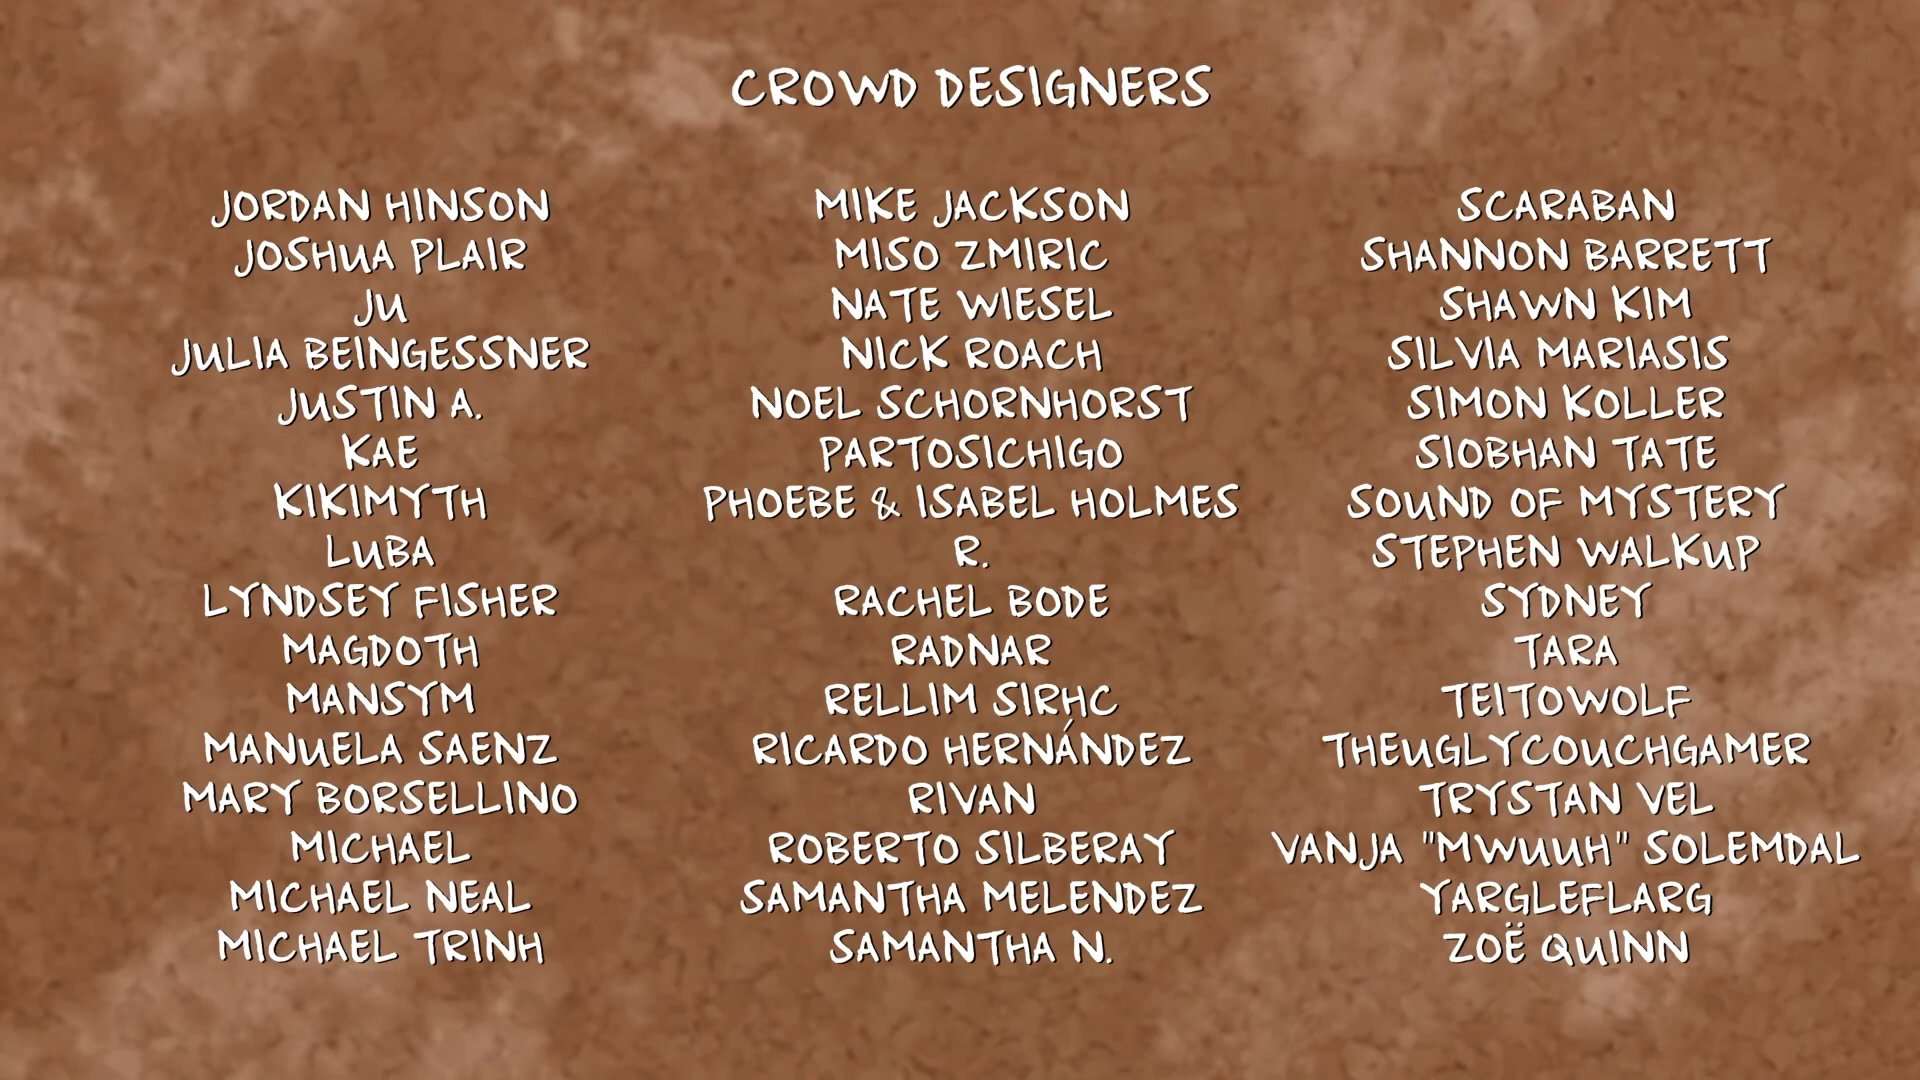 CROWD DESIGNERS
JORDAN HINSON
JOSHUA PLAIR
JU
JULIA BEINGESSNER
JUSTIN A.
KAE
KIKIMYTH
LUBA
LYNDSEY FISHER
MAGDOTH
MANSYM
MANUELA SAENZ
MARY BORSELLINO
MICHAEL
MICHAEL NEAL
MICHAEL TRINH
MIKE JACKSON
MISO ZMIRIC
NATE WIESEL
NICK ROACH
NOEL SCHORNHORST
PARTOSICHIGO
PHOEBE & ISABEL HOLMES
R.
RACHEL BODE
RADNAR
RELLIM SIRHC
RICARDO HERNÁNDEZ
RIVAN
ROBERTO SILBERAY
SAMANTHA MELENDEZ
SAMANTHA N.
SCARABAN
SHANNON BARRETT
SHAWN KIM
SILVIA MARIASIS
SIMON KOLLER
SIOBHAN TATE
SOUND OF MYSTERY
STEPHEN WALKUP
SYDNEY
TARA
TEITOWOLF
THEUGLYCOUCHGAMER
TRYSTAN VEL
VANJA "MWUUH" SOLEMDAL
YARGLEFLARG
ZOË QUINN